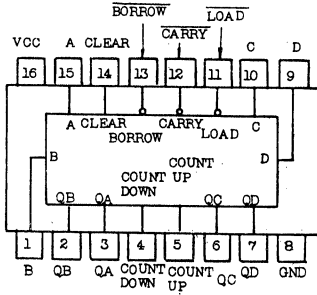 BORROW LOAD
CARRY
VCC A CLEAR C D
16 15 14 13 12 11 10 9
A CLEAR CARRY C
BORROW LOAD
B COUNT D
COUNT UP
QB QA DOWN QC QD
1 2 3 4 5 6 7 8
B QB QA COUNT COUNT QC QD GND
DOWN UP